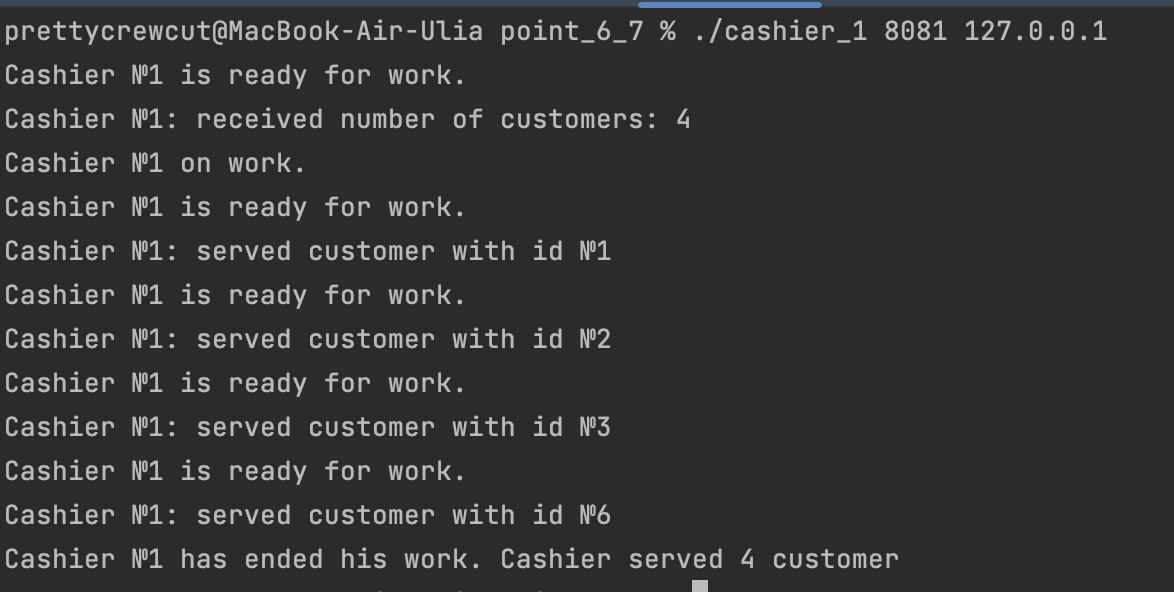 prettycrewcut@MacBook-Air-Ulia point_6_7 % ./cashier_1 8081 127.0.0.1
Cashier №1 is ready for work.
Cashier №1: received number of customers: 4
Cashier №1 on work.
Cashier №1 is ready for work.
Cashier №1: served customer with id №1
Cashier №1 is ready for work.
Cashier №1: served customer with id №2
Cashier №1 is ready for work.
Cashier №1: served customer with id №3
Cashier №1 is ready for work.
Cashier №1: served customer with id №6
Cashier №1 has ended his work. Cashier served 4 customer